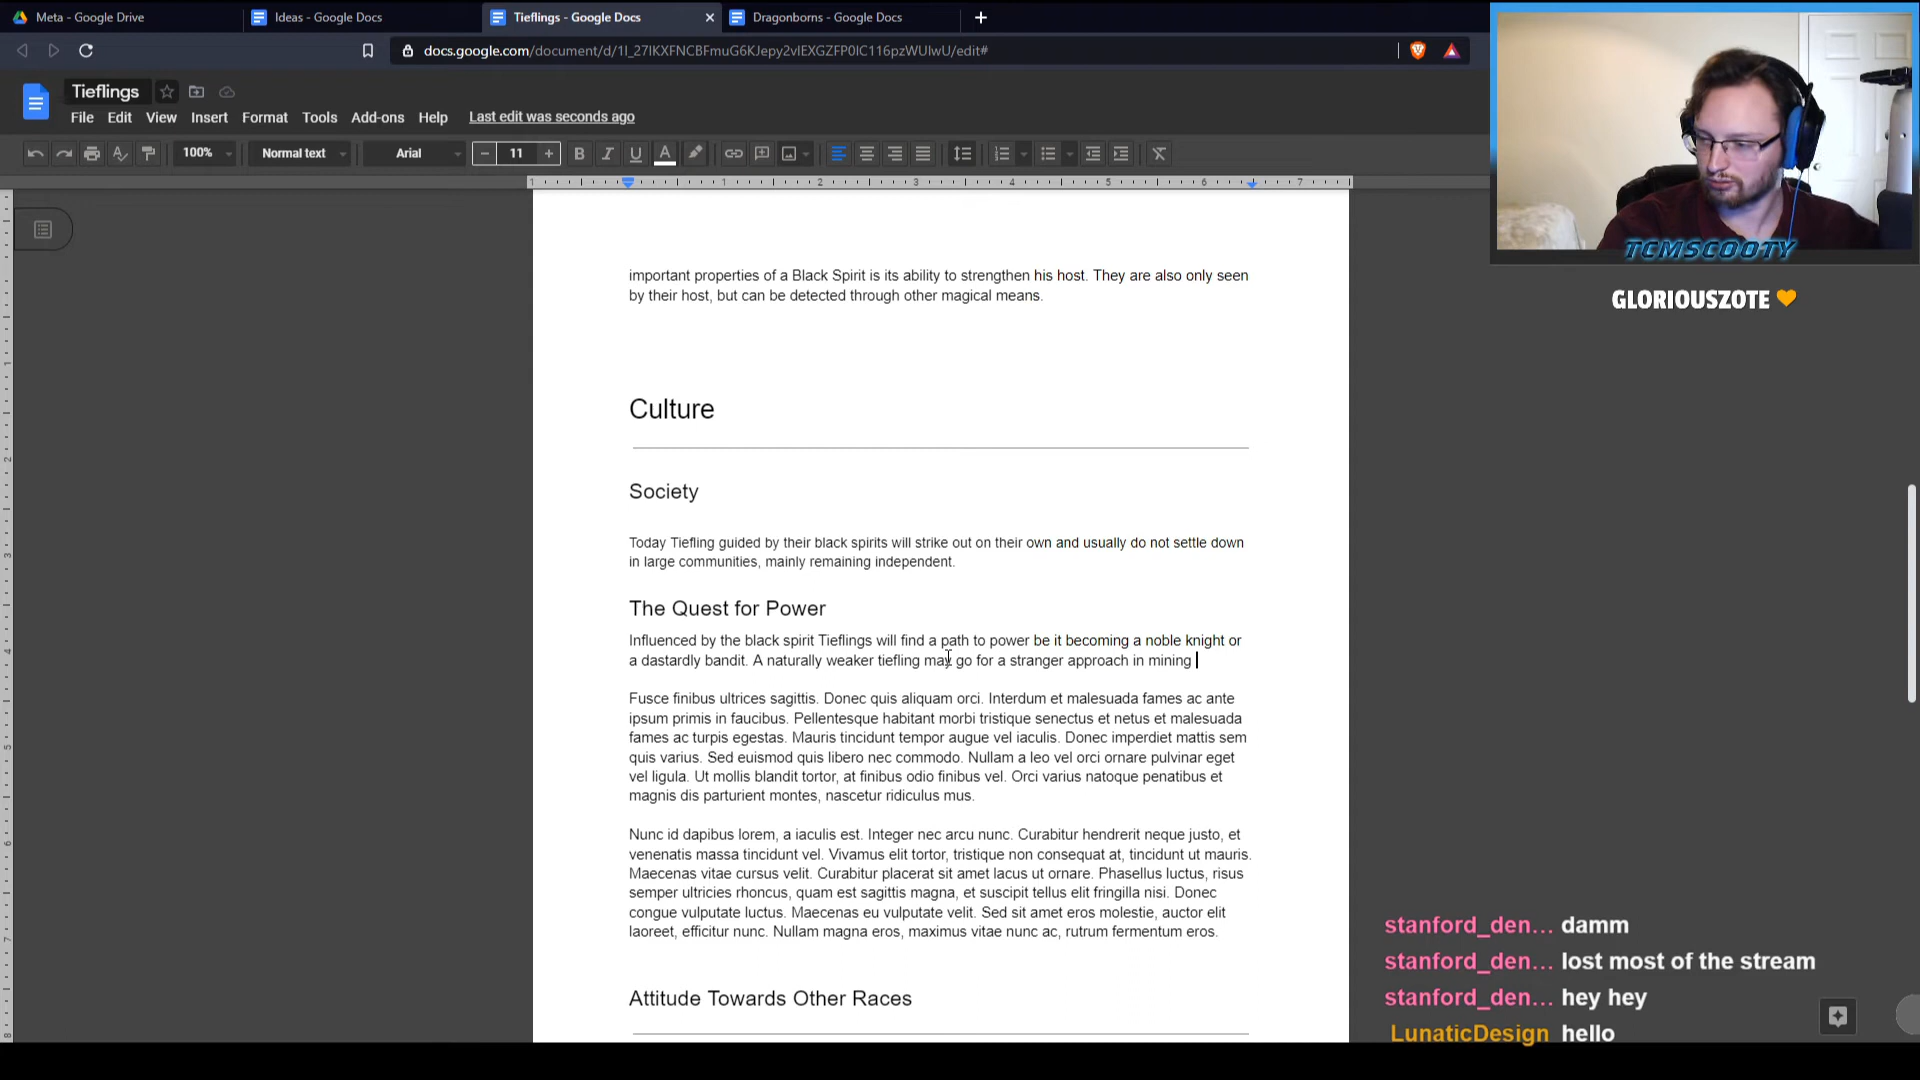 Meta - Google Drive
Ideas - Google Docs
Tieflings - Google Docs
Dragonborns - Google Docs
Tieflings
File Edit View Insert Format Tools Add-ons Help Last edit was seconds ago
100% Normal text Arial 11
1 1 2 3 4 5 6 7
TCMSCOOTY
GLORIOUSZOTE
important properties of a Black Spirit is its ability to strengthen his host. They are also only seen
by their host, but can be detected through other magical means.
Culture
Society
Today Tiefling guided by their black spirits will strike out on their own and usually do not settle down
in large communities, mainly remaining independent.
The Quest for Power
Influenced by the black spirit Tieflings will find a path to power be it becoming a noble knight or
a dastardly bandit. A naturally weaker tiefling may go for a stranger approach in mining
Fusce finibus ultrices sagittis. Donec quis aliquam orci. Interdum et malesuada fames ac ante
ipsum primis in faucibus. Pellentesque habitant morbi tristique senectus et netus et malesuada
fames ac turpis egestas. Mauris tincidunt tempor augue vel iaculis. Donec imperdiet mattis sem
quis varius. Sed euismod quis libero nec commodo. Nullam a leo vel orci ornare pulvinar eget
vel ligula. Ut mollis blandit tortor, at finibus odio finibus vel. Orci varius natoque penatibus et
magnis dis parturient montes, nascetur ridiculus mus.
Nunc id dapibus lorem, a iaculis est. Integer nec arcu nunc. Curabitur hendrerit neque justo, et
venenatis massa tincidunt vel. Vivamus elit tortor, tristique non consequat at, tincidunt ut mauris.
Maecenas vitae cursus velit. Curabitur placerat sit amet lacus ut ornare. Phasellus luctus, risus
semper ultricies rhoncus, quam est sagittis magna, et suscipit tellus elit fringilla nisi. Donec
congue vulputate luctus. Maecenas eu vulputate velit. Sed sit amet eros molestie, auctor elit
laoreet, efficitur nunc. Nullam magna eros, maximus vitae nunc ac, rutrum fermentum eros.
Attitude Towards Other Races
stanford_den... damm
stanford_den... lost most of the stream
stanford_den... hey hey
LunaticDesign hello